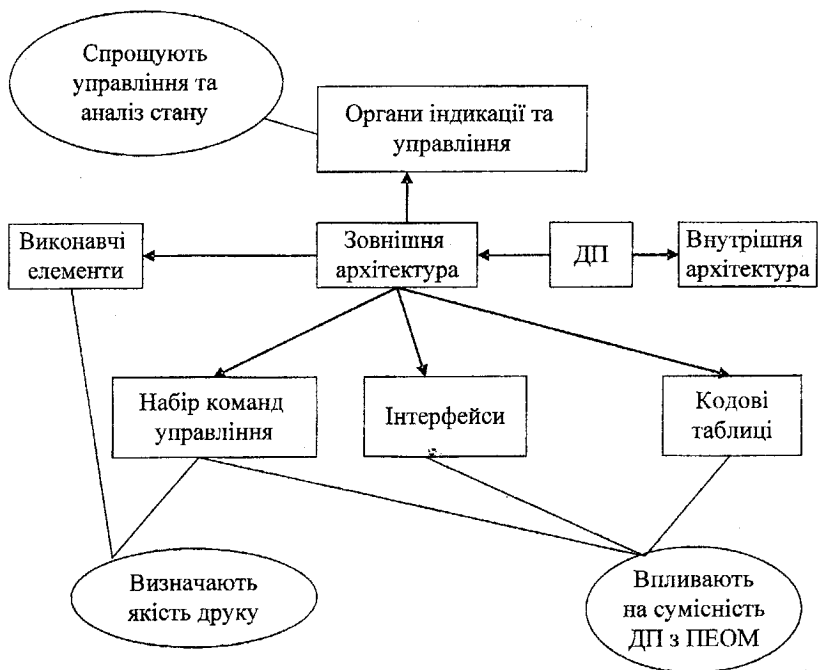 Спрощують
управління та
аналіз стану
Органи індикації та
управління
Виконавчі
елементи
Зовнішня
архітектура
ДП
Внутрішня
архітектура
Набір команд
управління
Інтерфейси
Кодові
таблиці
Визначають
якість друку
Впливають
на сумісність
ДП з ПЕОМ